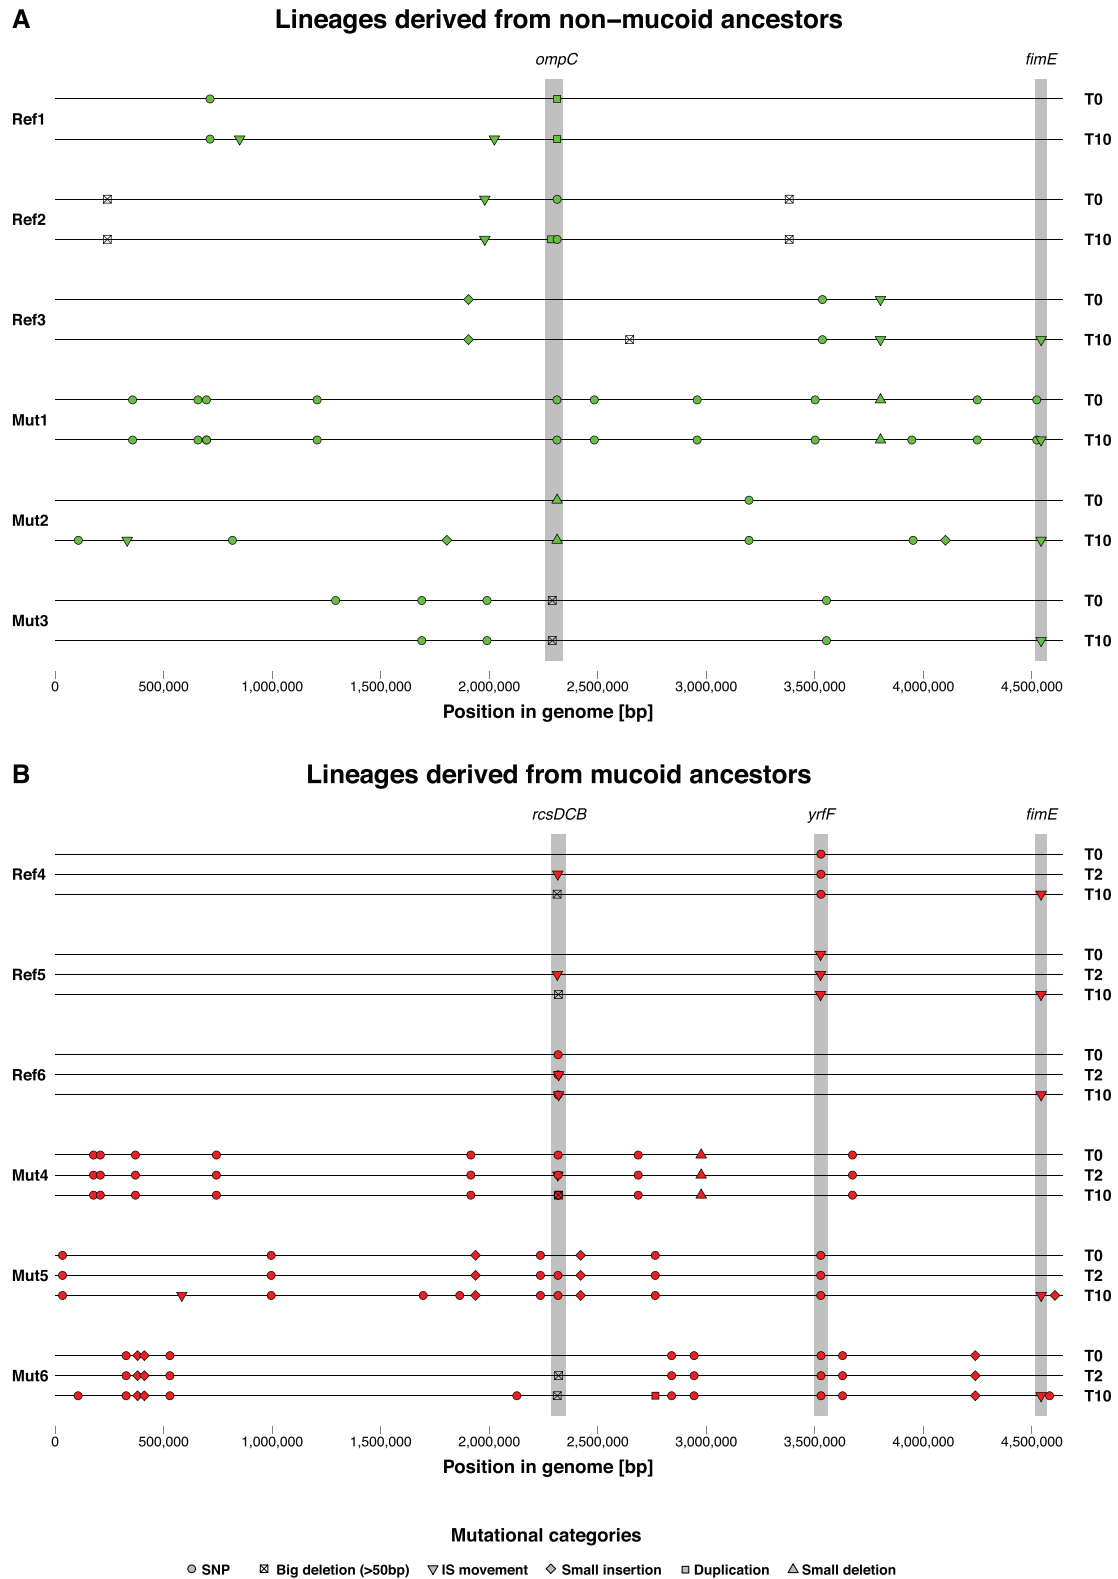 A Lineages derived from non−mucoid ancestors
ompC fimE
T0
Ref1
T10
T0
Ref2
T10
T0
Ref3
T10
T0
Mut1
T10
T0
Mut2
T10
T0
Mut3
T10
0 500,000 1,000,000 1,500,000 2,000,000 2,500,000 3,000,000 3,500,000 4,000,000 4,500,000
Position in genome [bp]
B Lineages derived from mucoid ancestors
rcsDCB yrfF fimE
T0
Ref4 T2
T10
T0
Ref5 T2
T10
T0
Ref6 T2
T10
T0
Mut4 T2
T10
T0
Mut5 T2
T10
T0
Mut6 T2
T10
0 500,000 1,000,000 1,500,000 2,000,000 2,500,000 3,000,000 3,500,000 4,000,000 4,500,000
Position in genome [bp]
Mutational categories
SNP Big deletion (>50bp) IS movement Small insertion Duplication Small deletion